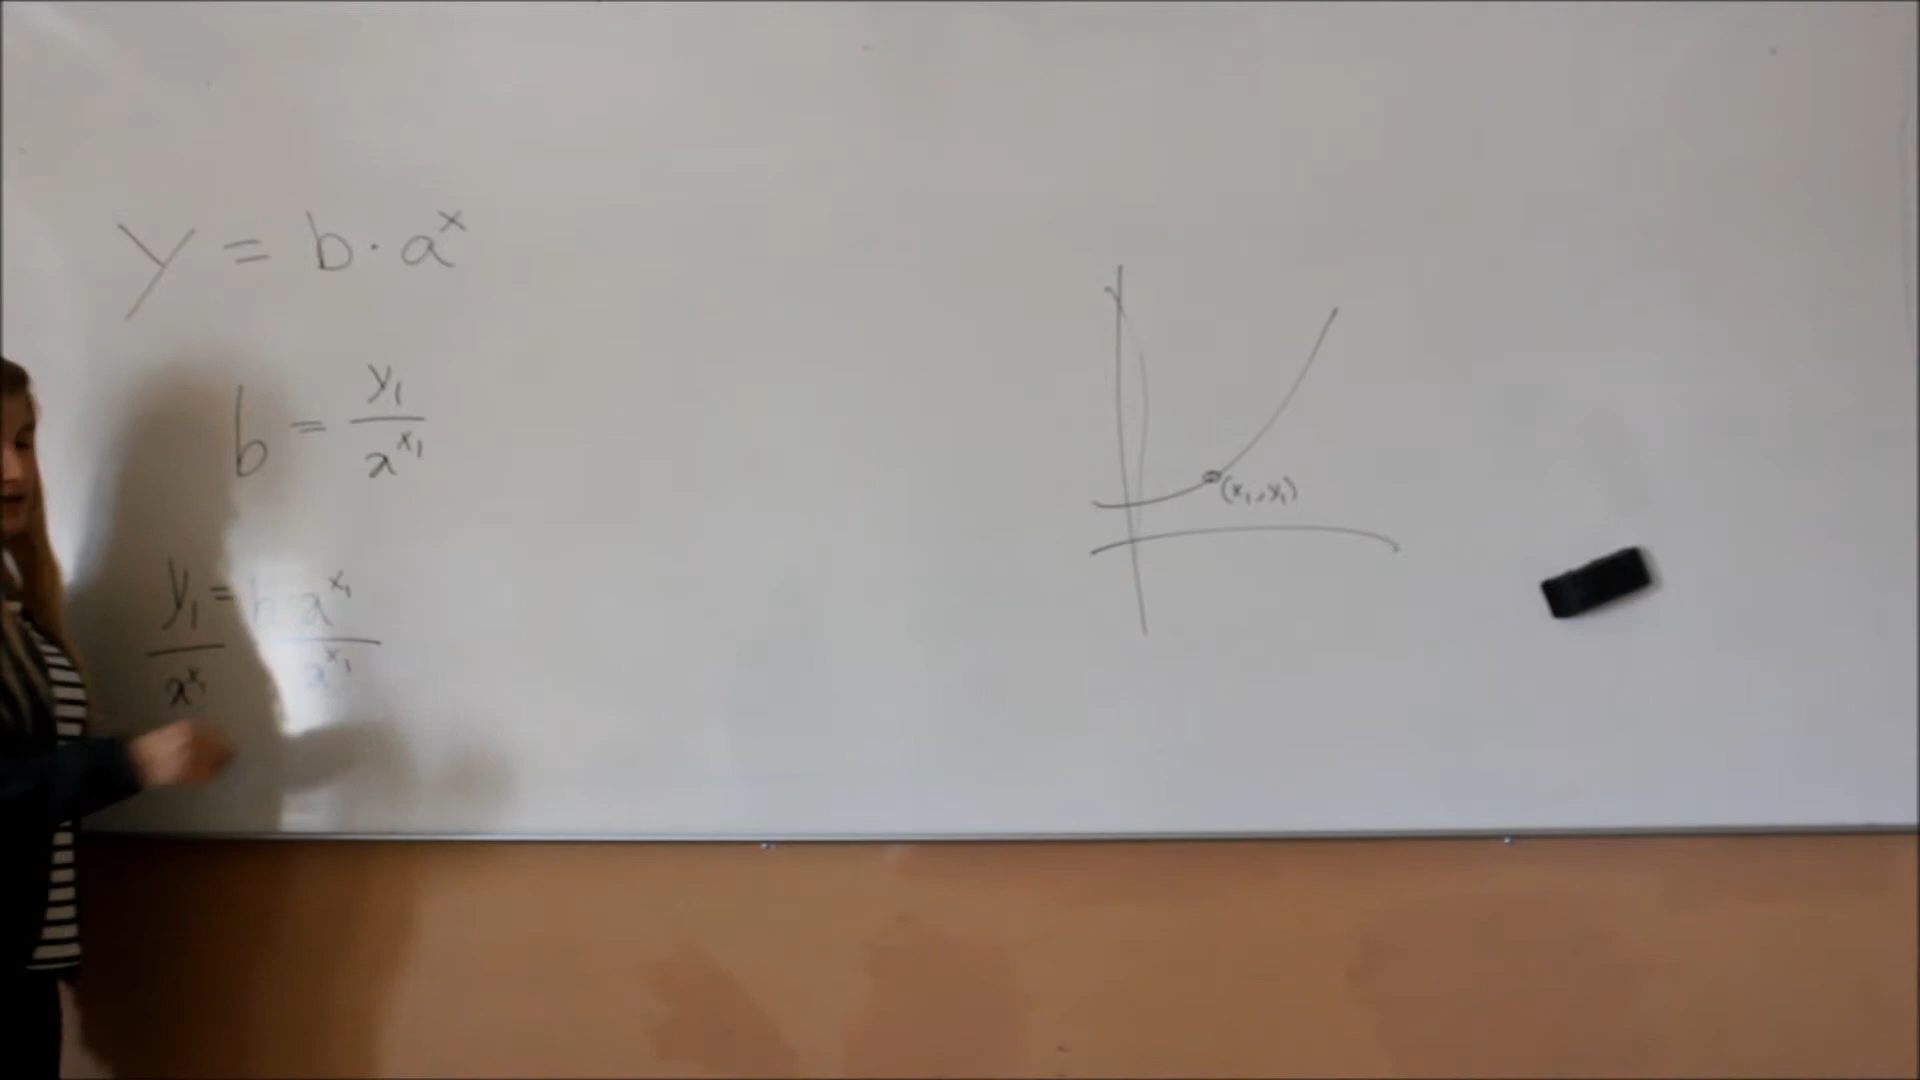 y = b · a^x
b = y₁ / a^x₁
y₁ / a^x₁ = b · a^x₁ / a^x₁
(x₁, y₁)